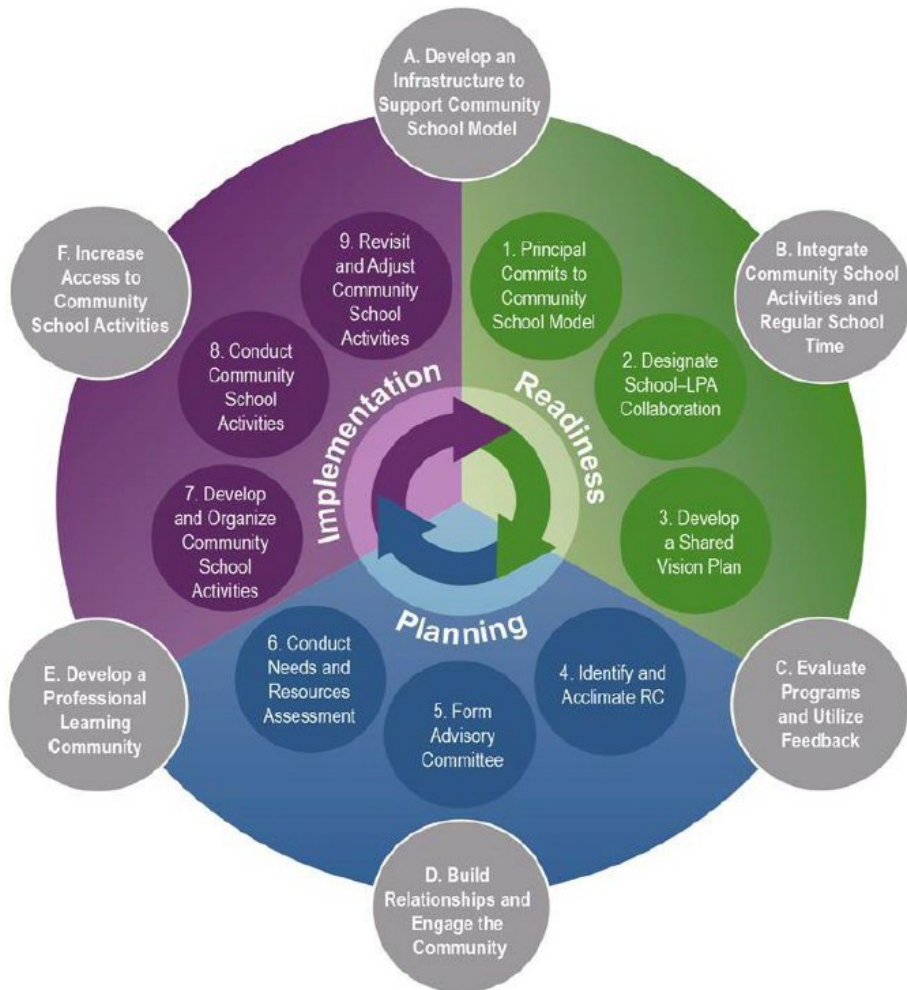 A. Develop an
Infrastructure to
Support Community
School Model
B. Integrate
Community School
Activities and
Regular School
Time
C. Evaluate
Programs
and Utilize
Feedback
D. Build
Relationships and
Engage the
Community
E. Develop a
Professional
Learning
Community
F. Increase
Access to
Community
School Activities
Readiness
1. Principal
Commits to
Community
School Model
2. Designate
School–LPA
Collaboration
3. Develop
a Shared
Vision Plan
Planning
4. Identify and
Acclimate RC
5. Form
Advisory
Committee
6. Conduct
Needs and
Resources
Assessment
Implementation
7. Develop
and Organize
Community
School
Activities
8. Conduct
Community
School
Activities
9. Revisit
and Adjust
Community
School
Activities